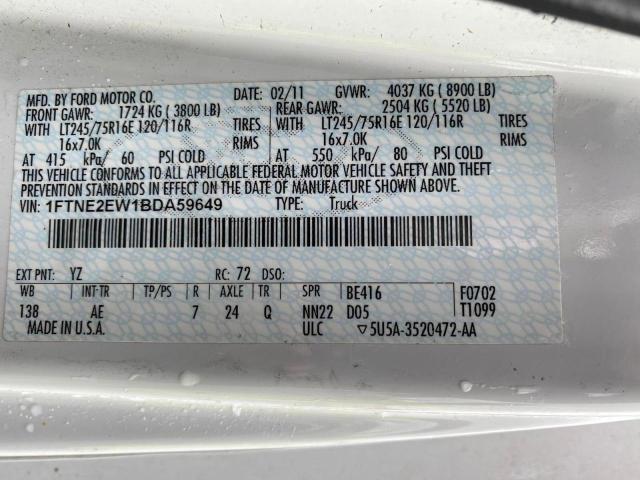 MFD. BY FORD MOTOR CO. DATE: 02/11 GVWR: 4037 KG ( 8900 LB)
FRONT GAWR: 1724 KG ( 3800 LB) REAR GAWR: 2504 KG ( 5520 LB)
WITH LT245/75R16E 120/116R TIRES WITH LT245/75R16E 120/116R TIRES
16x7.0K RIMS 16x7.0K RIMS
AT 415 kPa/ 60 PSI COLD AT 550 kPa/ 80 PSI COLD
THIS VEHICLE CONFORMS TO ALL APPLICABLE FEDERAL MOTOR VEHICLE SAFETY AND THEFT
PREVENTION STANDARDS IN EFFECT ON THE DATE OF MANUFACTURE SHOWN ABOVE.
VIN: 1FTNE2EW1BDA59649 TYPE: Truck
EXT PNT: YZ RC: 72 DSO:
WB INT TR TP/PS R AXLE TR SPR BE416 F0702
138 AE 7 24 Q NN22 D05 T1099
MADE IN U.S.A. ULC ▽5U5A-3520472-AA